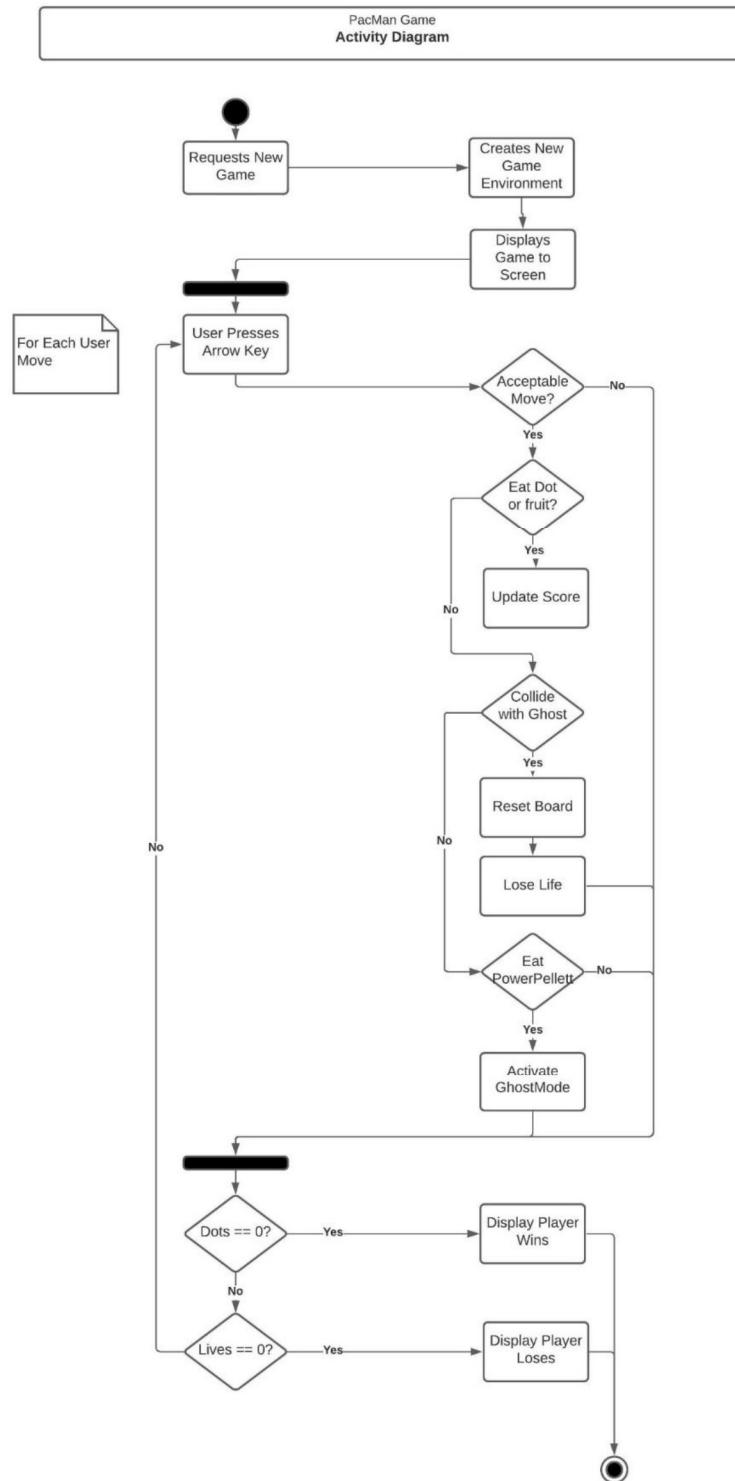 PacMan Game
Activity Diagram
Requests New
Game
Creates New
Game
Environment
Displays
Game to
Screen
For Each User
Move
User Presses
Arrow Key
Acceptable
Move?
No
Yes
Eat Dot
or fruit?
Yes
Update Score
No
Collide
with Ghost
Yes
Reset Board
No
No
Lose Life
Eat
PowerPellett
No
Yes
Activate
GhostMode
Dots == 0?
Yes
Display Player
Wins
No
Lives == 0?
Yes
Display Player
Loses